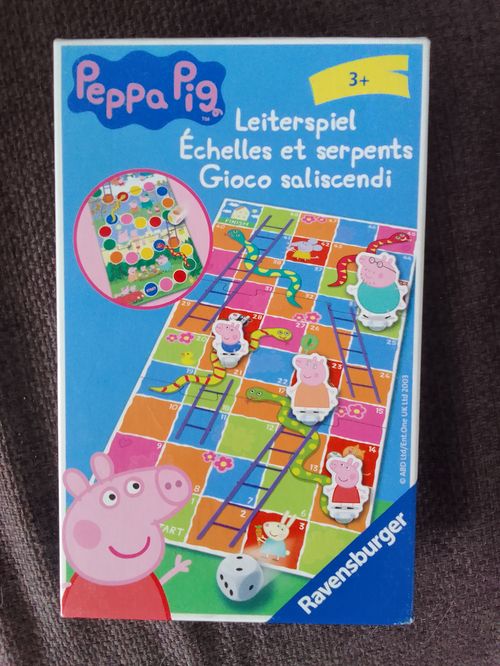 Peppa Pig
TM
3+
Leiterspiel
Échelles et serpents
Gioco saliscendi
FINISH
START
© ABD Ltd/Ent.One UK Ltd 2003
Ravensburger